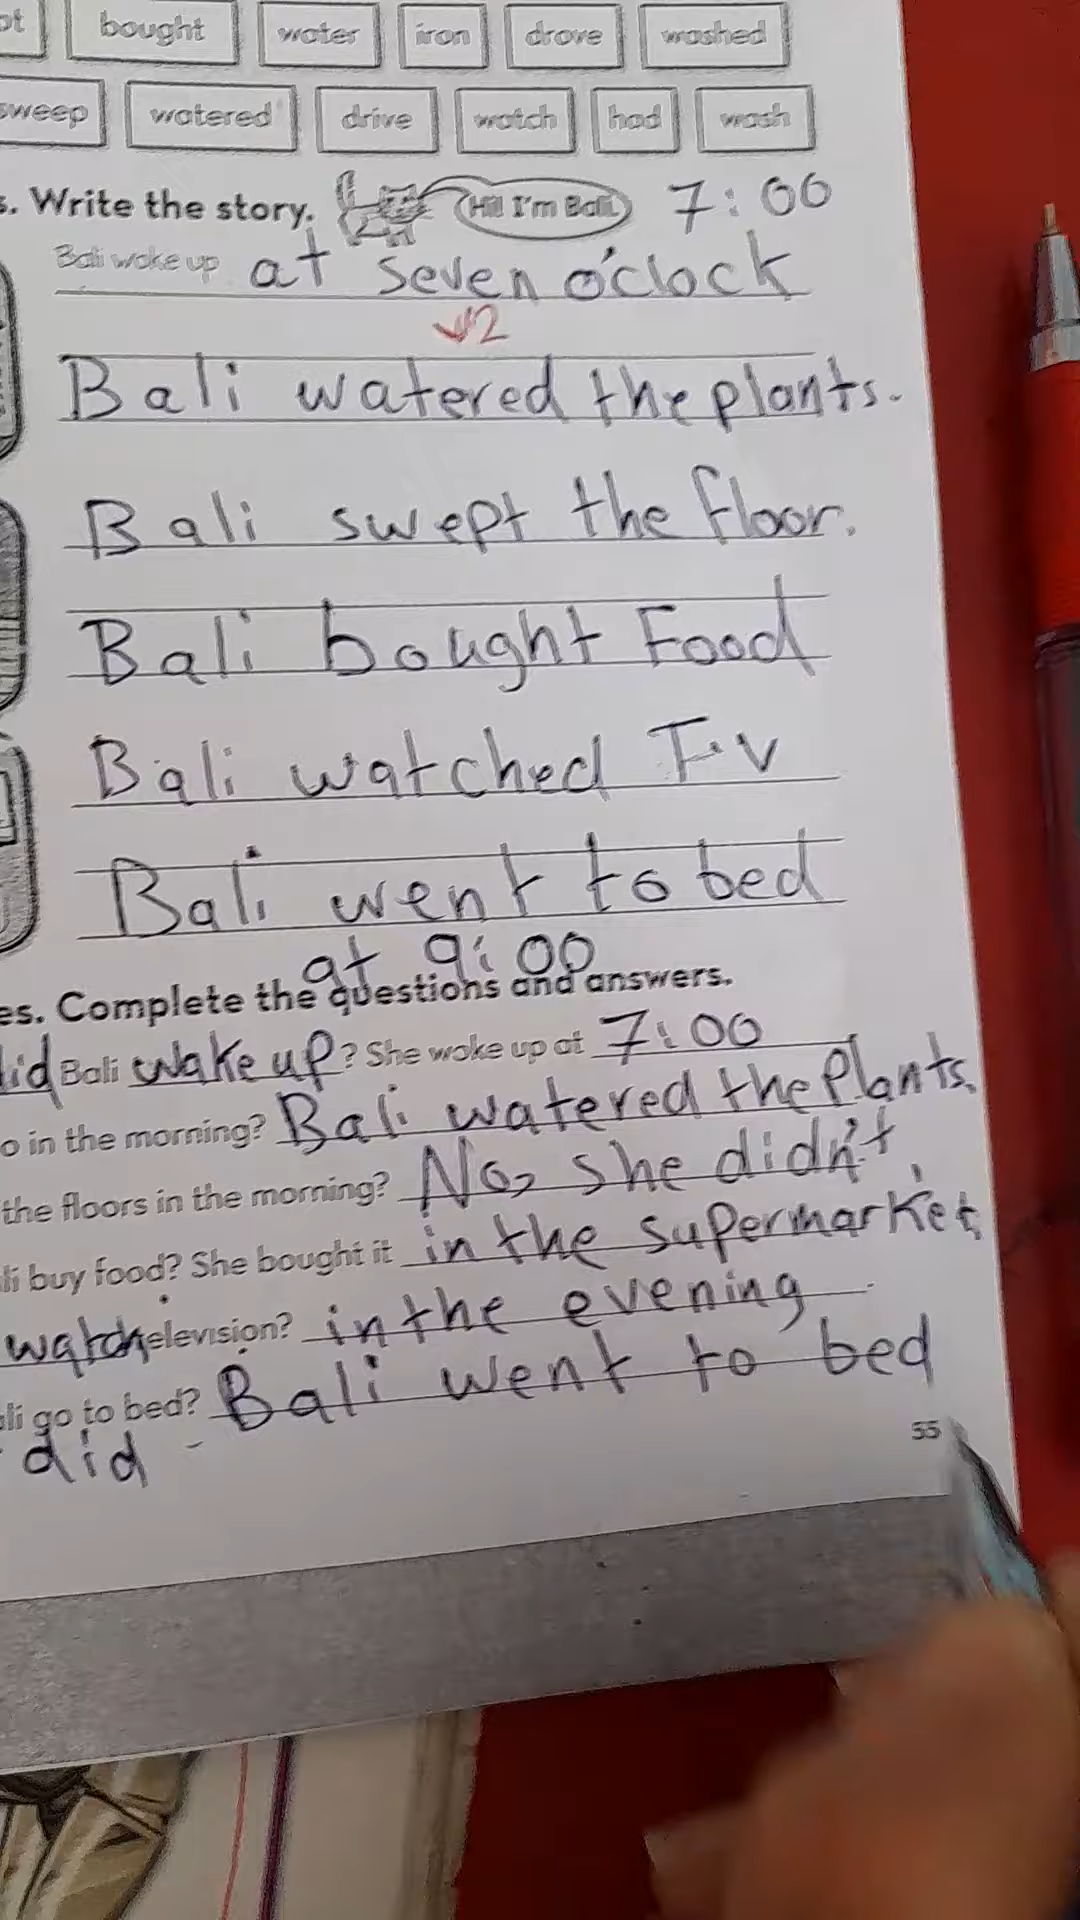 bought water iron drove washed
sweep watered drive watch had wash
s. Write the story. Hi! I'm Bali. 7:00
Bali woke up at seven o'clock
2
Bali watered the plants.
Bali swept the floor.
Bali bought Food
Bali watched T.V
Bali went to bed
at 9:00
es. Complete the questions and answers.
did Bali wake up? She woke up at 7:00
o in the morning? Bali watered the Plants.
the floors in the morning? No, she didn't.
li buy food? She bought it in the supermarket.
watch elevision? in the evening
li go to bed? Bali went to bed
did
55